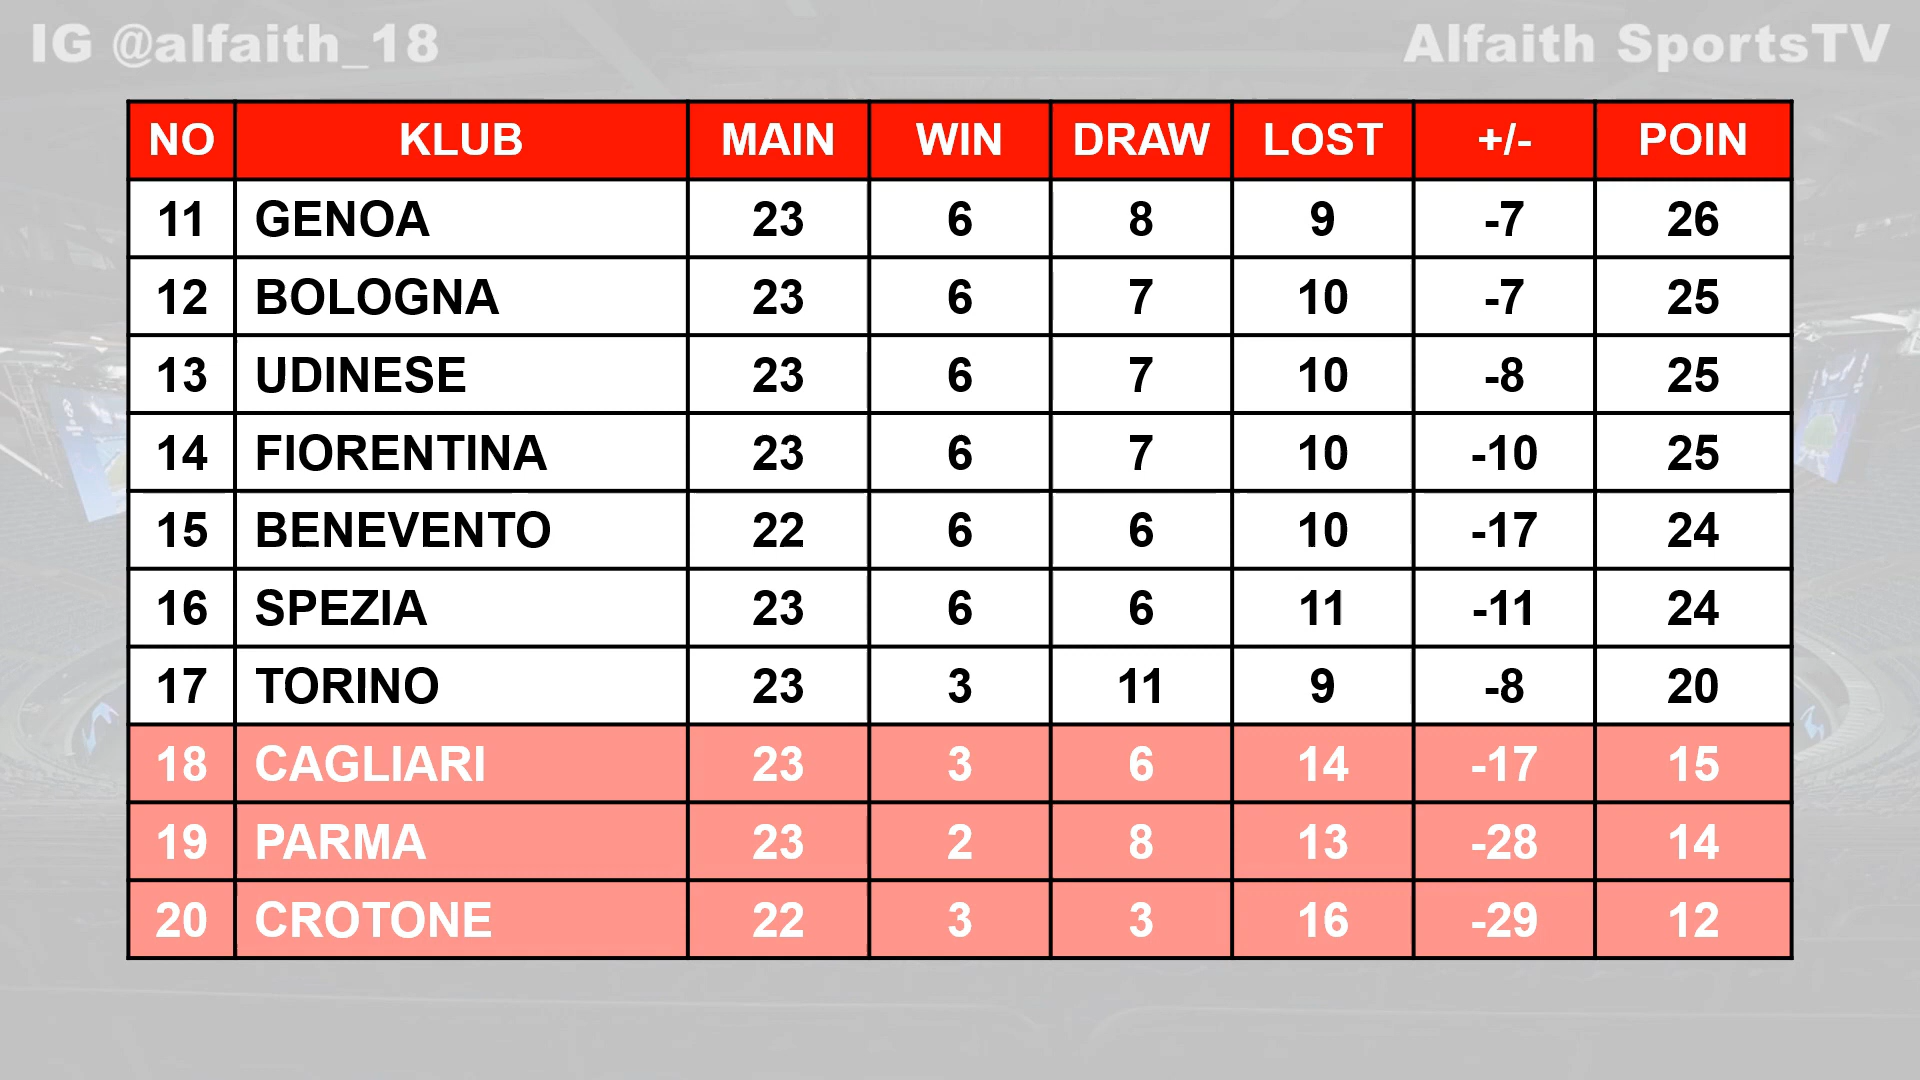 IG @alfaith_18 Alfaith SportsTV
NO KLUB MAIN WIN DRAW LOST +/- POIN
11 GENOA 23 6 8 9 -7 26
12 BOLOGNA 23 6 7 10 -7 25
13 UDINESE 23 6 7 10 -8 25
14 FIORENTINA 23 6 7 10 -10 25
15 BENEVENTO 22 6 6 10 -17 24
16 SPEZIA 23 6 6 11 -11 24
17 TORINO 23 3 11 9 -8 20
18 CAGLIARI 23 3 6 14 -17 15
19 PARMA 23 2 8 13 -28 14
20 CROTONE 22 3 3 16 -29 12